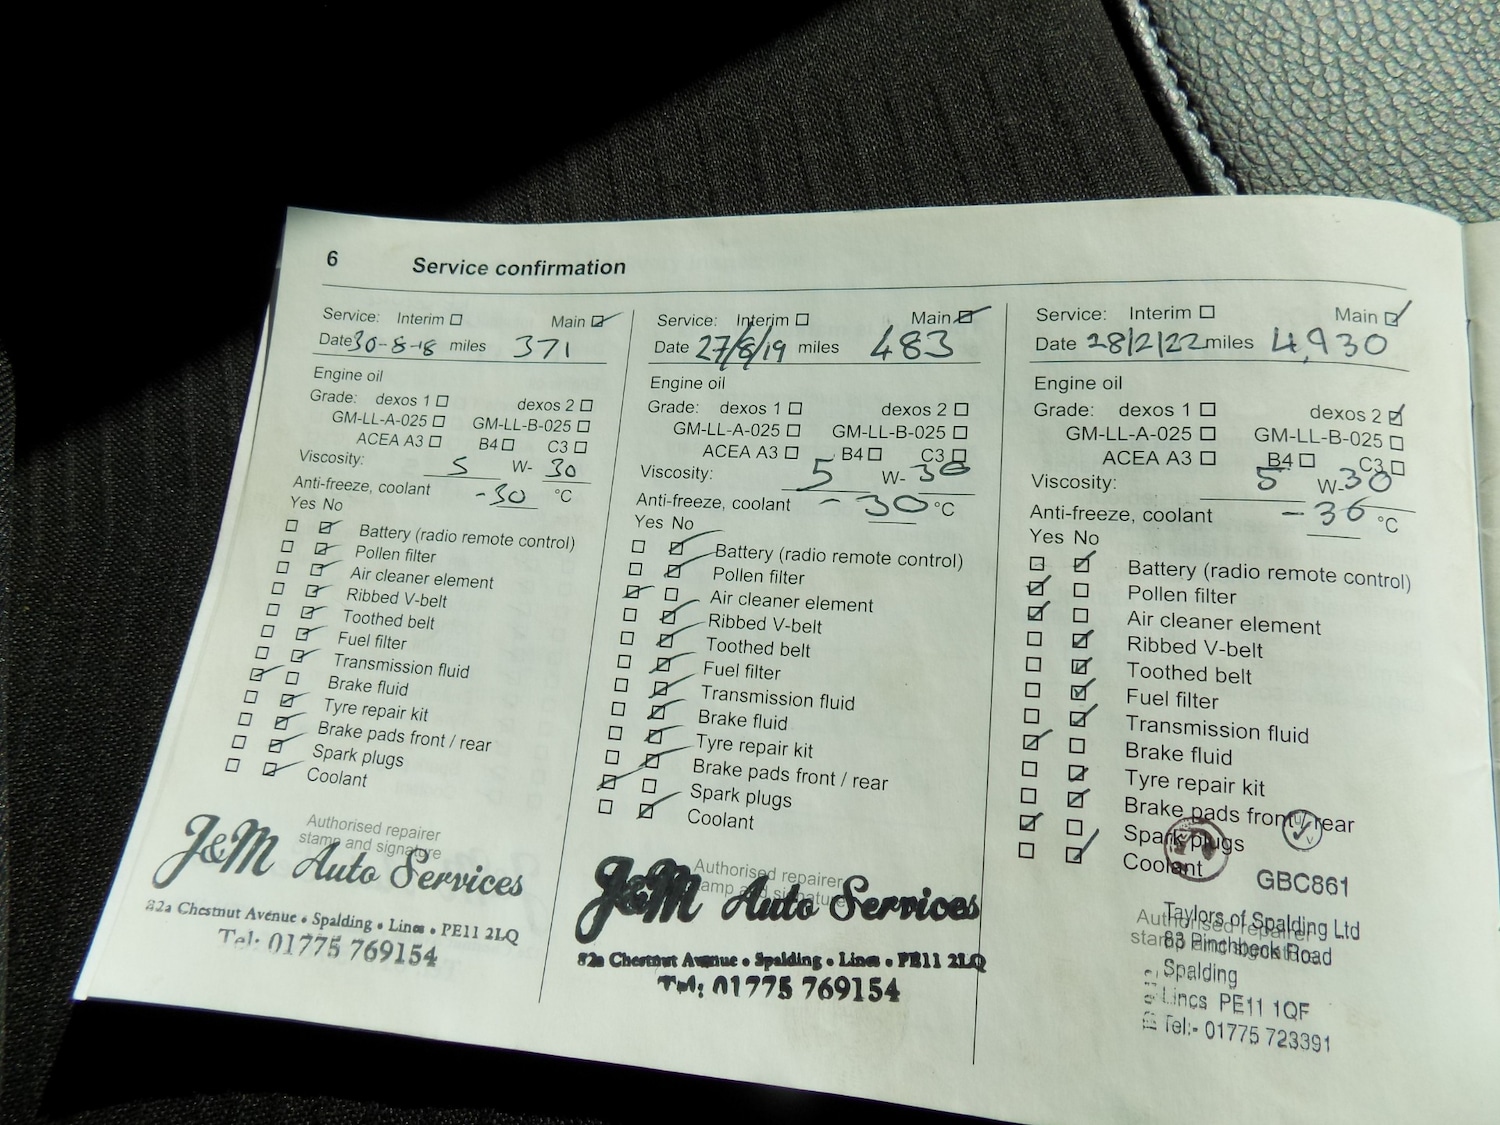 6 Service confirmation
Service: Interim Main
Date 30-8-18 miles 371
Engine oil
Grade: dexos 1 dexos 2
GM-LL-A-025 GM-LL-B-025
ACEA A3 B4 C3
Viscosity: 5 W- 30
Anti-freeze, coolant -30 °C
Yes No
Battery (radio remote control)
Pollen filter
Air cleaner element
Ribbed V-belt
Toothed belt
Fuel filter
Transmission fluid
Brake fluid
Tyre repair kit
Brake pads front / rear
Spark plugs
Coolant
Authorised repairer
stamp and signature
J&M Auto Services
82a Chestnut Avenue • Spalding • Lincs • PE11 2LQ
Tel: 01775 769154
Service: Interim Main
Date 27/8/19 miles 483
Engine oil
Grade: dexos 1 dexos 2
GM-LL-A-025 GM-LL-B-025
ACEA A3 B4 C3
Viscosity: 5 W- 30
Anti-freeze, coolant -30 °C
Yes No
Battery (radio remote control)
Pollen filter
Air cleaner element
Ribbed V-belt
Toothed belt
Fuel filter
Transmission fluid
Brake fluid
Tyre repair kit
Brake pads front / rear
Spark plugs
Coolant
Authorised repairer
stamp and signature
J&M Auto Services
82a Chestnut Avenue • Spalding • Lincs • PE11 2LQ
Tel: 01775 769154
Service: Interim Main
Date 28/2/22 miles 4,930
Engine oil
Grade: dexos 1 dexos 2
GM-LL-A-025 GM-LL-B-025
ACEA A3 B4 C3
Viscosity: 5 W- 30
Anti-freeze, coolant -36 °C
Yes No
Battery (radio remote control)
Pollen filter
Air cleaner element
Ribbed V-belt
Toothed belt
Fuel filter
Transmission fluid
Brake fluid
Tyre repair kit
Brake pads front / rear
Spark plugs
Coolant
GBC861
Authorised repairer
stamp and signature
Taylors of Spalding Ltd
83 Pinchbeck Road
Spalding
Lincs PE11 1QF
Tel:- 01775 723391